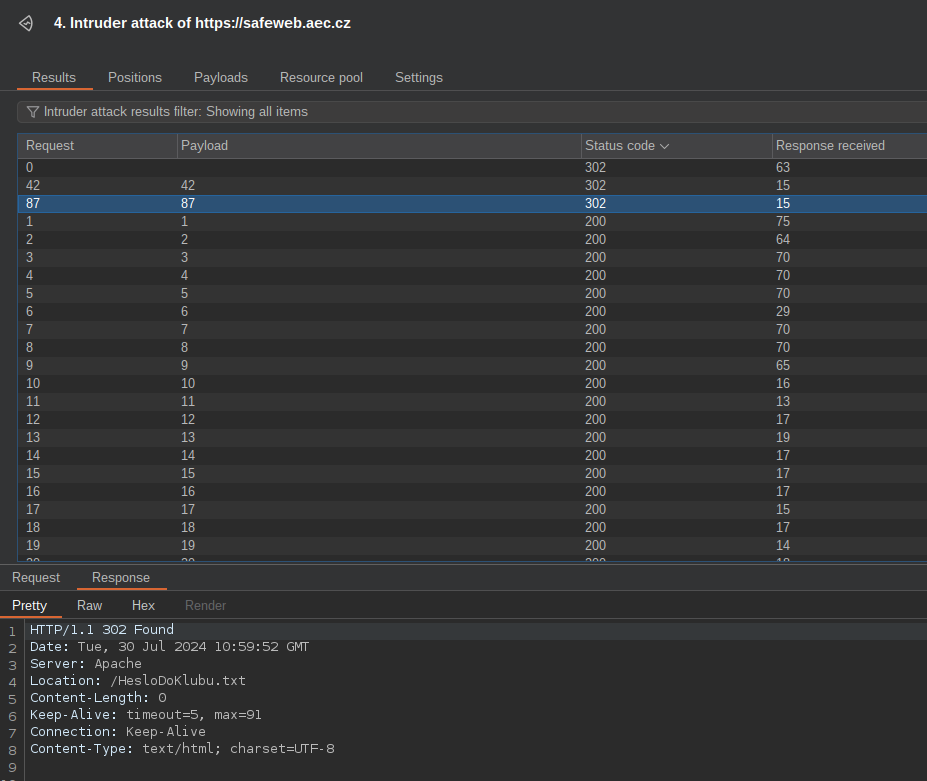 4. Intruder attack of https://safeweb.aec.cz
Results Positions Payloads Resource pool Settings
Intruder attack results filter: Showing all items
Request Payload Status code Response received
0 302 63
42 42 302 15
87 87 302 15
1 1 200 75
2 2 200 64
3 3 200 70
4 4 200 70
5 5 200 70
6 6 200 29
7 7 200 70
8 8 200 70
9 9 200 65
10 10 200 16
11 11 200 13
12 12 200 17
13 13 200 19
14 14 200 17
15 15 200 17
16 16 200 17
17 17 200 15
18 18 200 17
19 19 200 14
Request Response
Pretty Raw Hex Render
1 HTTP/1.1 302 Found
2 Date: Tue, 30 Jul 2024 10:59:52 GMT
3 Server: Apache
4 Location: /HesloDoKlubu.txt
5 Content-Length: 0
6 Keep-Alive: timeout=5, max=91
7 Connection: Keep-Alive
8 Content-Type: text/html; charset=UTF-8
9